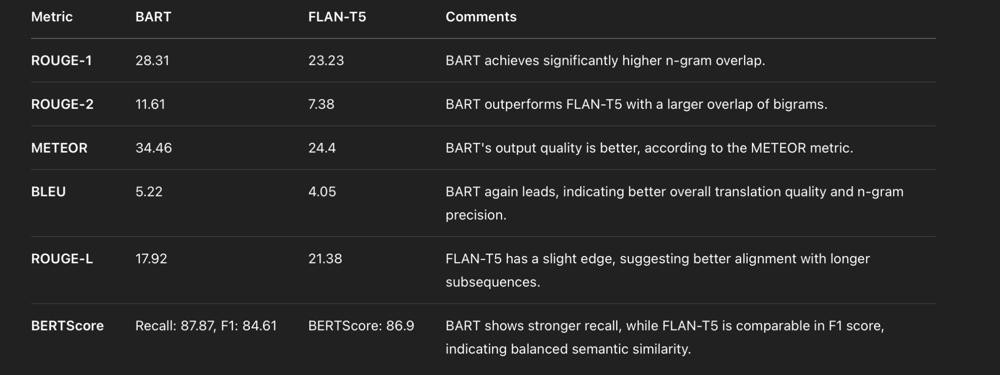 Metric BART FLAN-T5 Comments
ROUGE-1 28.31 23.23 BART achieves significantly higher n-gram overlap.
ROUGE-2 11.61 7.38 BART outperforms FLAN-T5 with a larger overlap of bigrams.
METEOR 34.46 24.4 BART's output quality is better, according to the METEOR metric.
BLEU 5.22 4.05 BART again leads, indicating better overall translation quality and n-gram
precision.
ROUGE-L 17.92 21.38 FLAN-T5 has a slight edge, suggesting better alignment with longer
subsequences.
BERTScore Recall: 87.87, F1: 84.61 BERTScore: 86.9 BART shows stronger recall, while FLAN-T5 is comparable in F1 score,
indicating balanced semantic similarity.